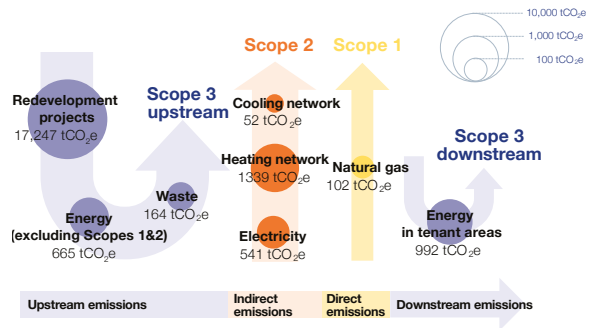 10,000 tCO2e
1,000 tCO2e
100 tCO2e
Scope 2
Scope 1
Redevelopment
projects
17,247 tCO2e
Scope 3
upstream
Cooling network
52 tCO2e
Scope 3
downstream
Heating network
1339 tCO2e
Natural gas
102 tCO2e
Waste
164 tCO2e
Energy
(excluding Scopes 1&2)
665 tCO2e
Electricity
541 tCO2e
Energy
in tenant areas
992 tCO2e
Upstream emissions
Indirect
emissions
Direct
emissions
Downstream emissions